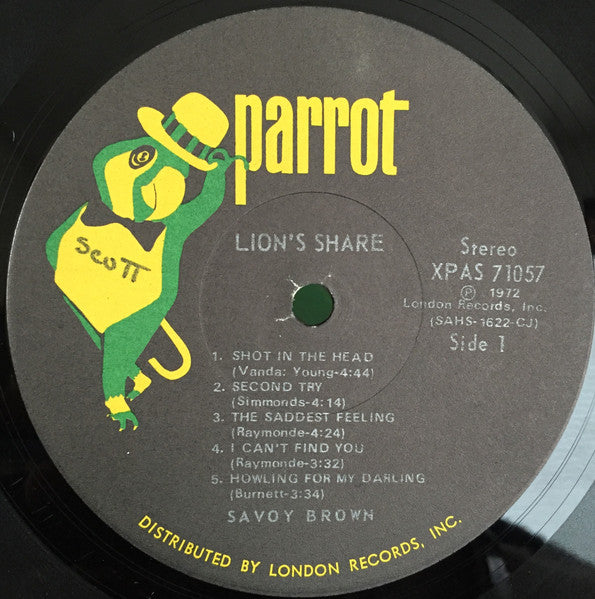 parrot
SCOTT
LION'S SHARE
Stereo
XPAS 71057
Ⓟ 1972
London Records, Inc.
(SAHS-1622-CJ)
Side 1
1. SHOT IN THE HEAD
(Vanda: Young-4:44)
2. SECOND TRY
(Simmonds-4:14)
3. THE SADDEST FEELING
(Raymonde-4:24)
4. I CAN'T FIND YOU
(Raymonde-3:32)
5. HOWLING FOR MY DARLING
(Burnett-3:34)
SAVOY BROWN
DISTRIBUTED BY LONDON RECORDS, INC.